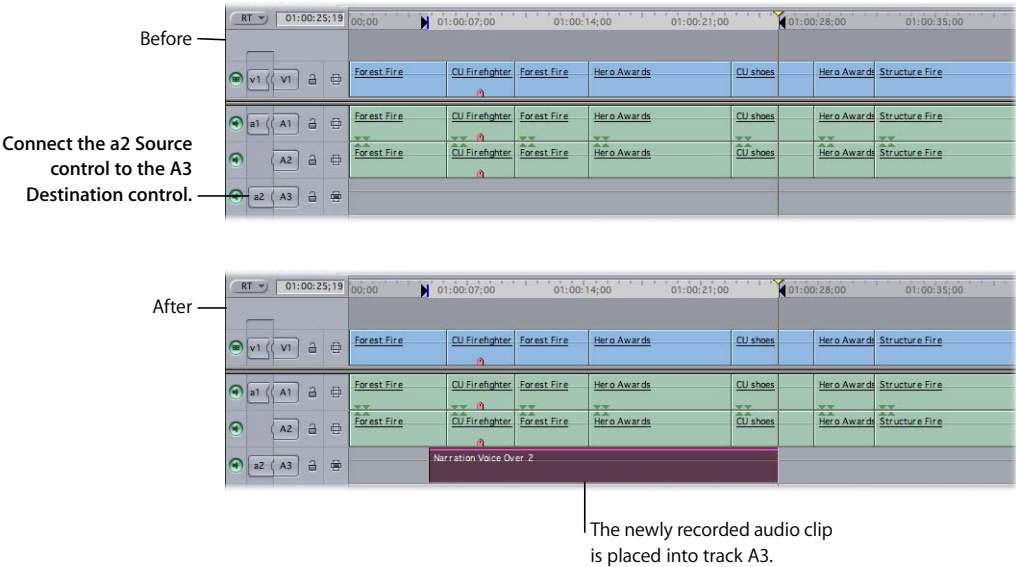 RT 01:00:25;19 00;00 01:00:07;00 01:00:14;00 01:00:21;00 01:00:28;00 01:00:35;00
Before
v1 V1 Forest Fire CU Firefighter Forest Fire Hero Awards CU shoes Hero Awards Structure Fire
a1 A1 Forest Fire CU Firefighter Forest Fire Hero Awards CU shoes Hero Awards Structure Fire
Connect the a2 Source
control to the A3
Destination control.
A2 Forest Fire CU Firefighter Forest Fire Hero Awards CU shoes Hero Awards Structure Fire
a2 A3
RT 01:00:25;19 00;00 01:00:07;00 01:00:14;00 01:00:21;00 01:00:28;00 01:00:35;00
After
v1 V1 Forest Fire CU Firefighter Forest Fire Hero Awards CU shoes Hero Awards Structure Fire
a1 A1 Forest Fire CU Firefighter Forest Fire Hero Awards CU shoes Hero Awards Structure Fire
A2 Forest Fire CU Firefighter Forest Fire Hero Awards CU shoes Hero Awards Structure Fire
a2 A3 Narration Voice Over 2
The newly recorded audio clip
is placed into track A3.